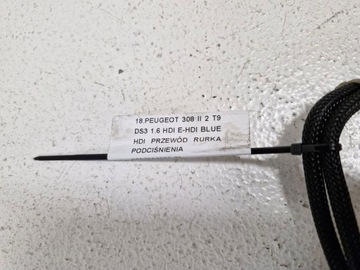 18.PEUGEOT 308 II 2 T9
DS3 1.6 HDI E-HDI BLUE
HDI PRZEWÓD RURKA
PODCIŚNIENIA